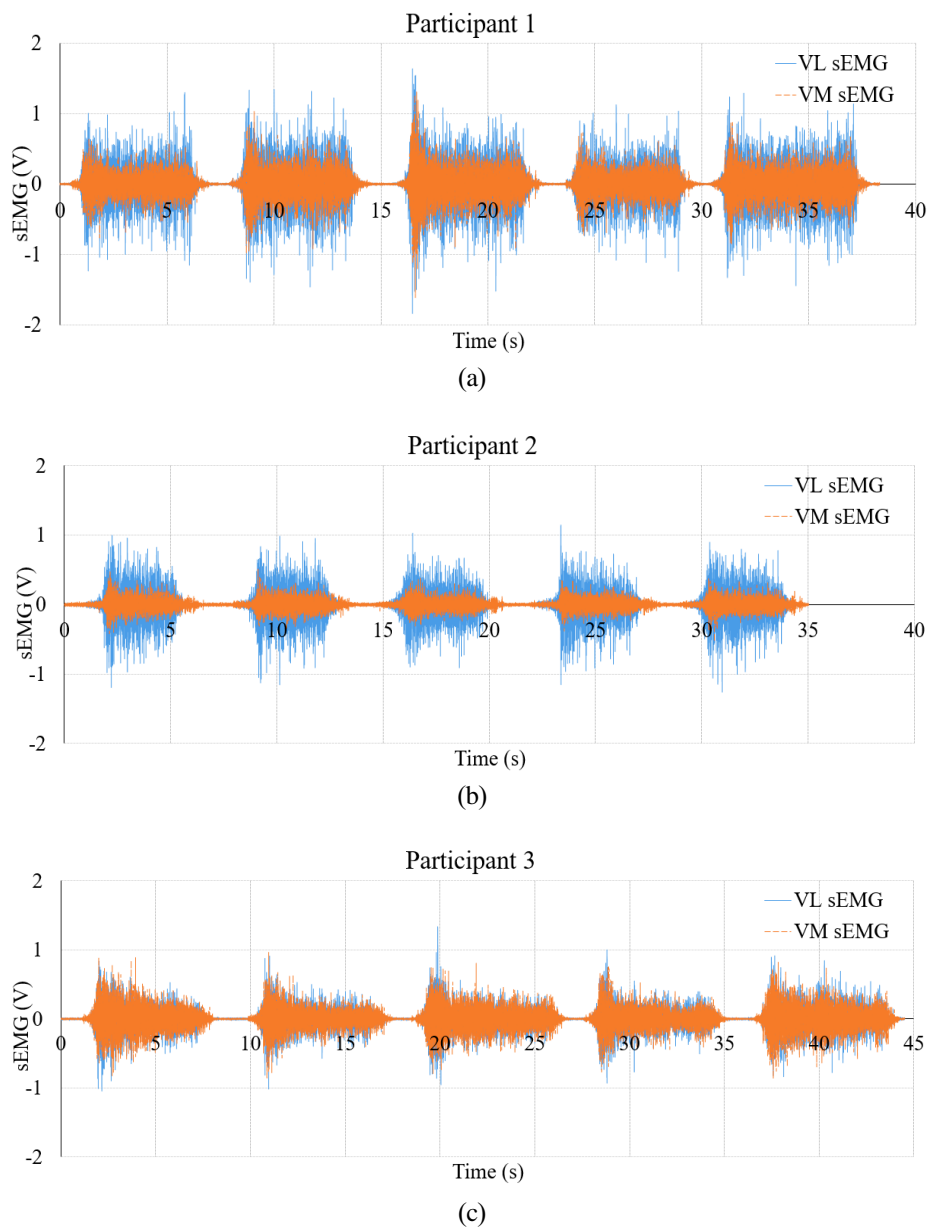 Participant 1
2
VL sEMG
VM sEMG
1
0
0 5 10 15 20 25 30 35 40
-1
-2
sEMG (V)
Time (s)
(a)
Participant 2
2
VL sEMG
VM sEMG
1
0
0 5 10 15 20 25 30 35 40
-1
-2
sEMG (V)
Time (s)
(b)
Participant 3
2
VL sEMG
VM sEMG
1
0
0 5 10 15 20 25 30 35 40 45
-1
-2
sEMG (V)
Time (s)
(c)